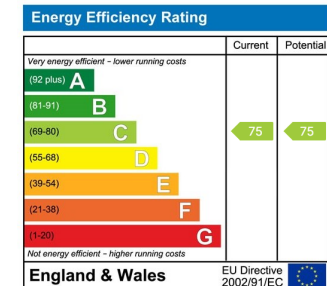 Energy Efficiency Rating
Current Potential
Very energy efficient - lower running costs
(92 plus) A
(81-91) B
(69-80) C 75 75
(55-68) D
(39-54) E
(21-38) F
(1-20) G
Not energy efficient - higher running costs
England & Wales
EU Directive
2002/91/EC